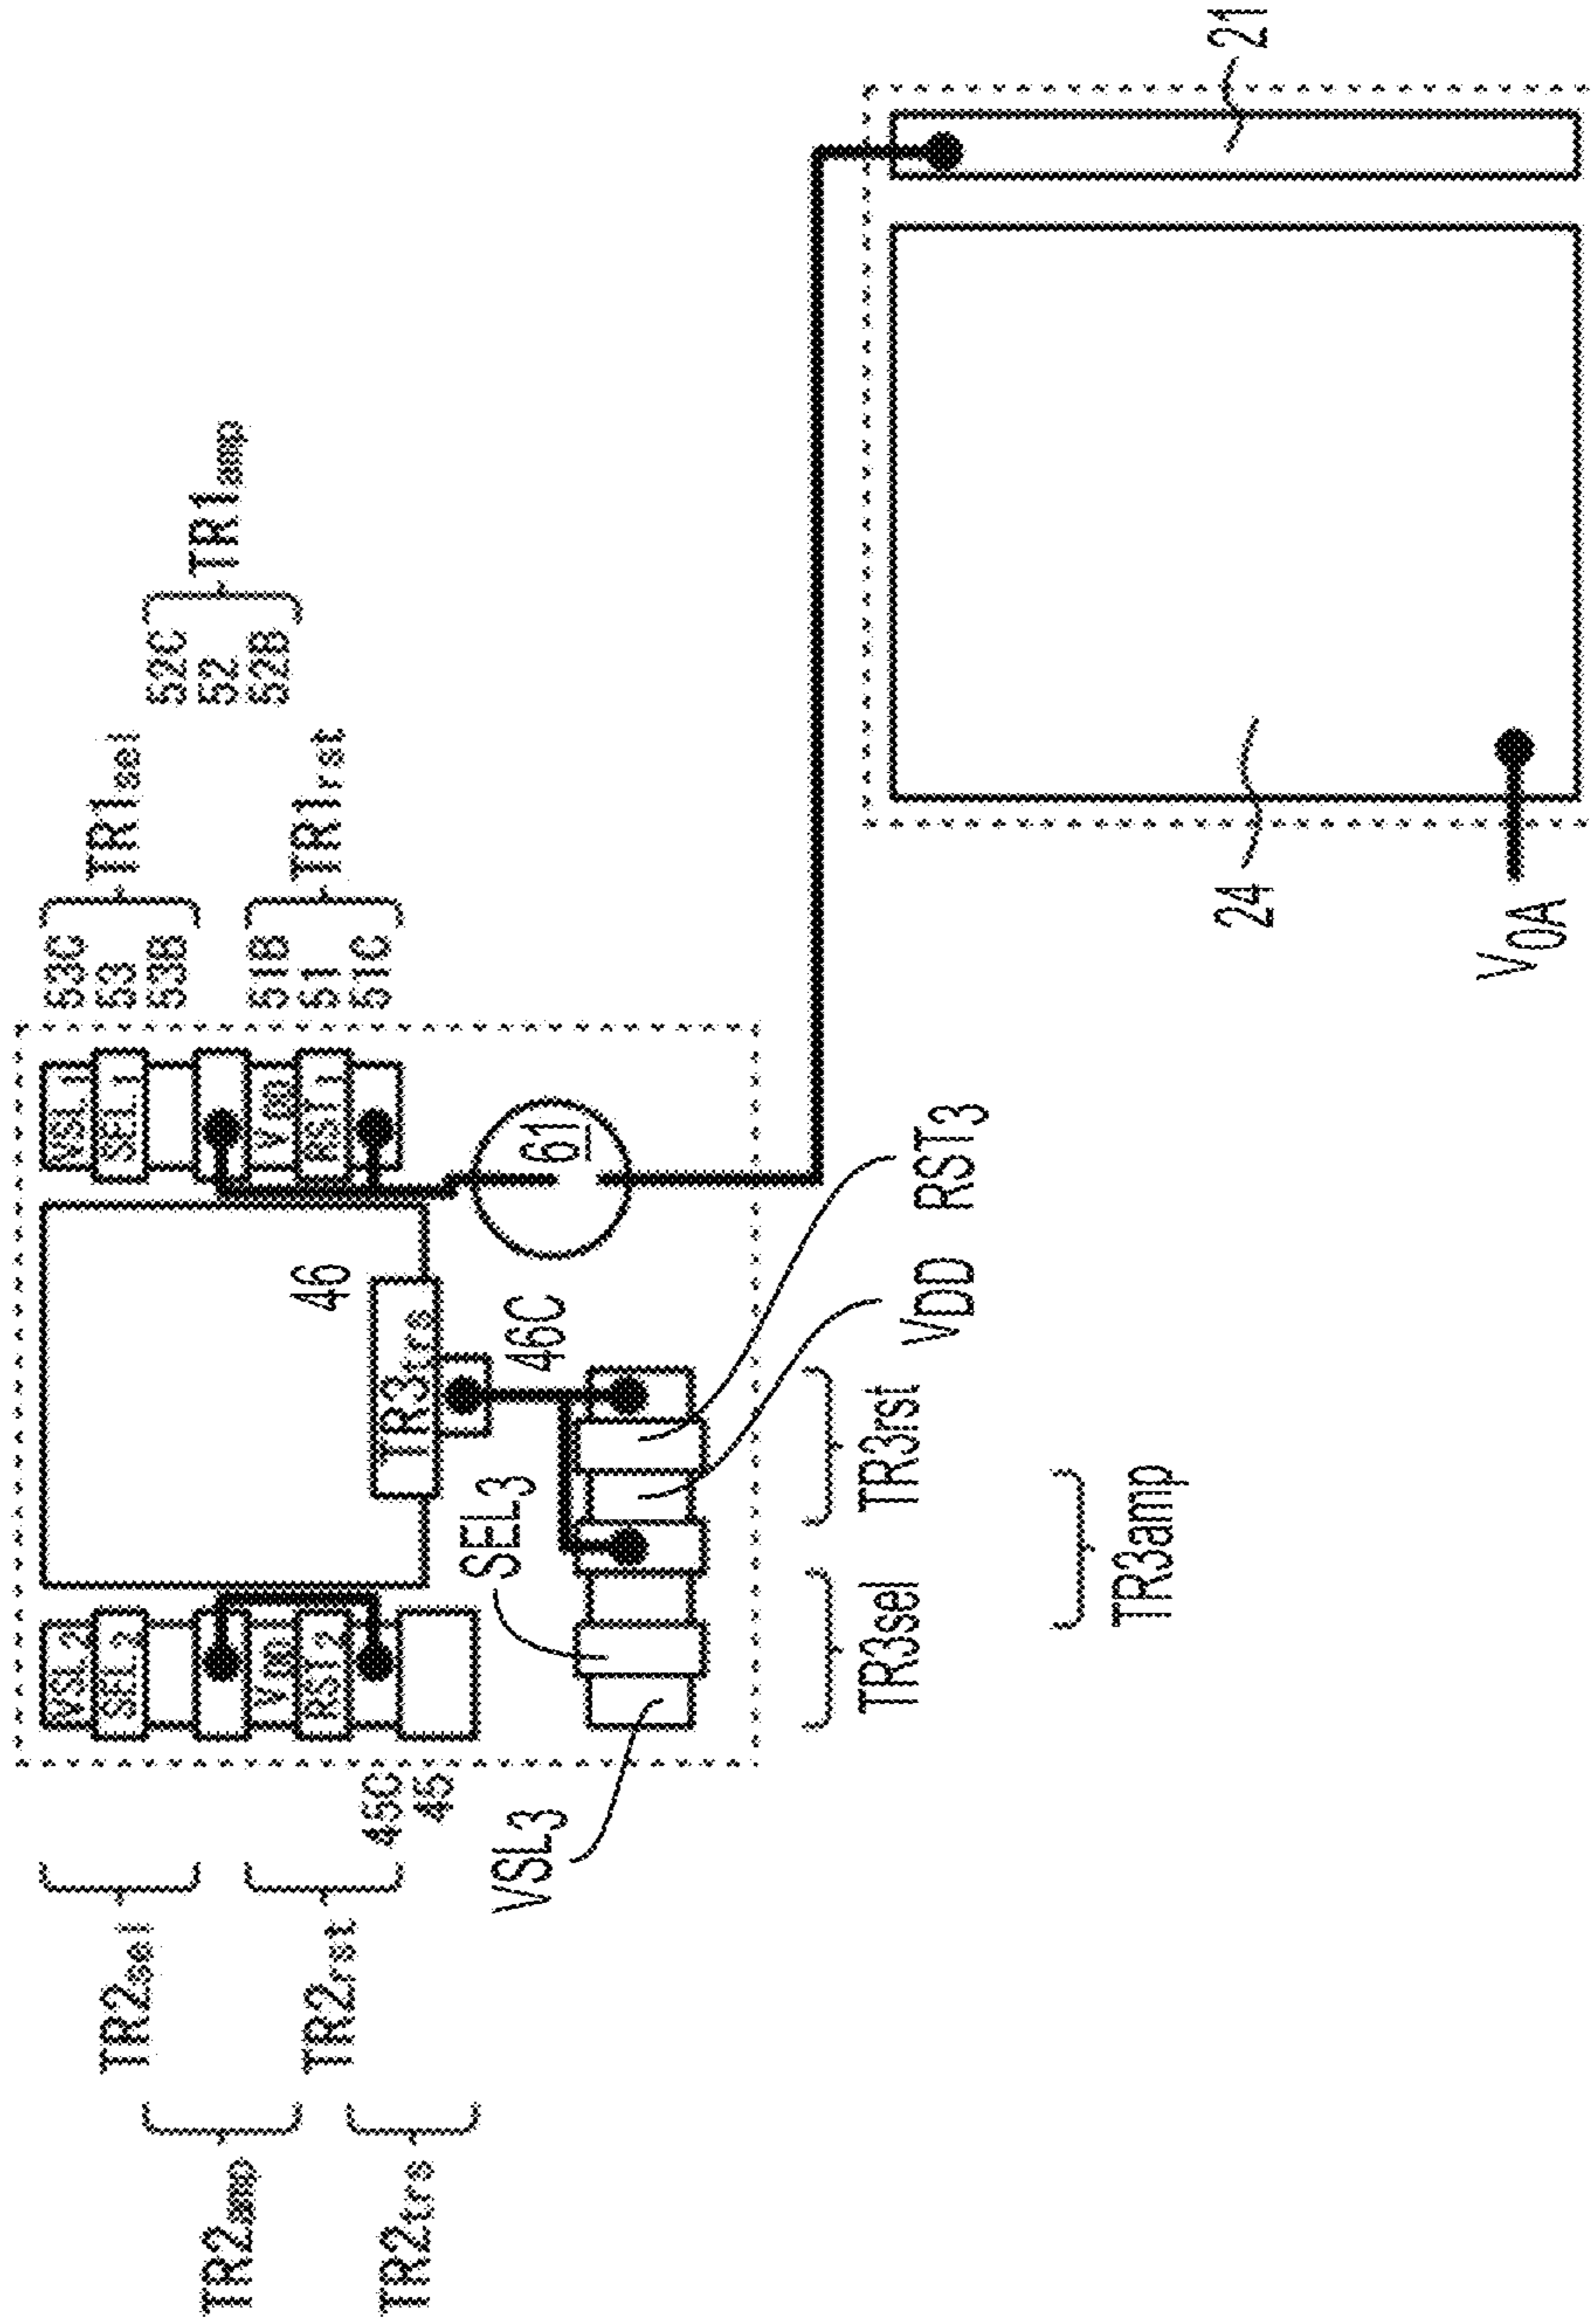 TR2amp
TR2trs
TR2sel
TR2rst
45C
45
VSL3
VSL2
SEL2
VDD
RST2
SEL3
TR3trs
46C
46
61
VSL1
SEL1
VDD
RST1
53C
53
53B
51B
51
51C
TR1sel
TR1rst
52C
52
52B
TR1amp
TR3sel
TR3rst
TR3amp
VDD
RST3
VOA
24
21